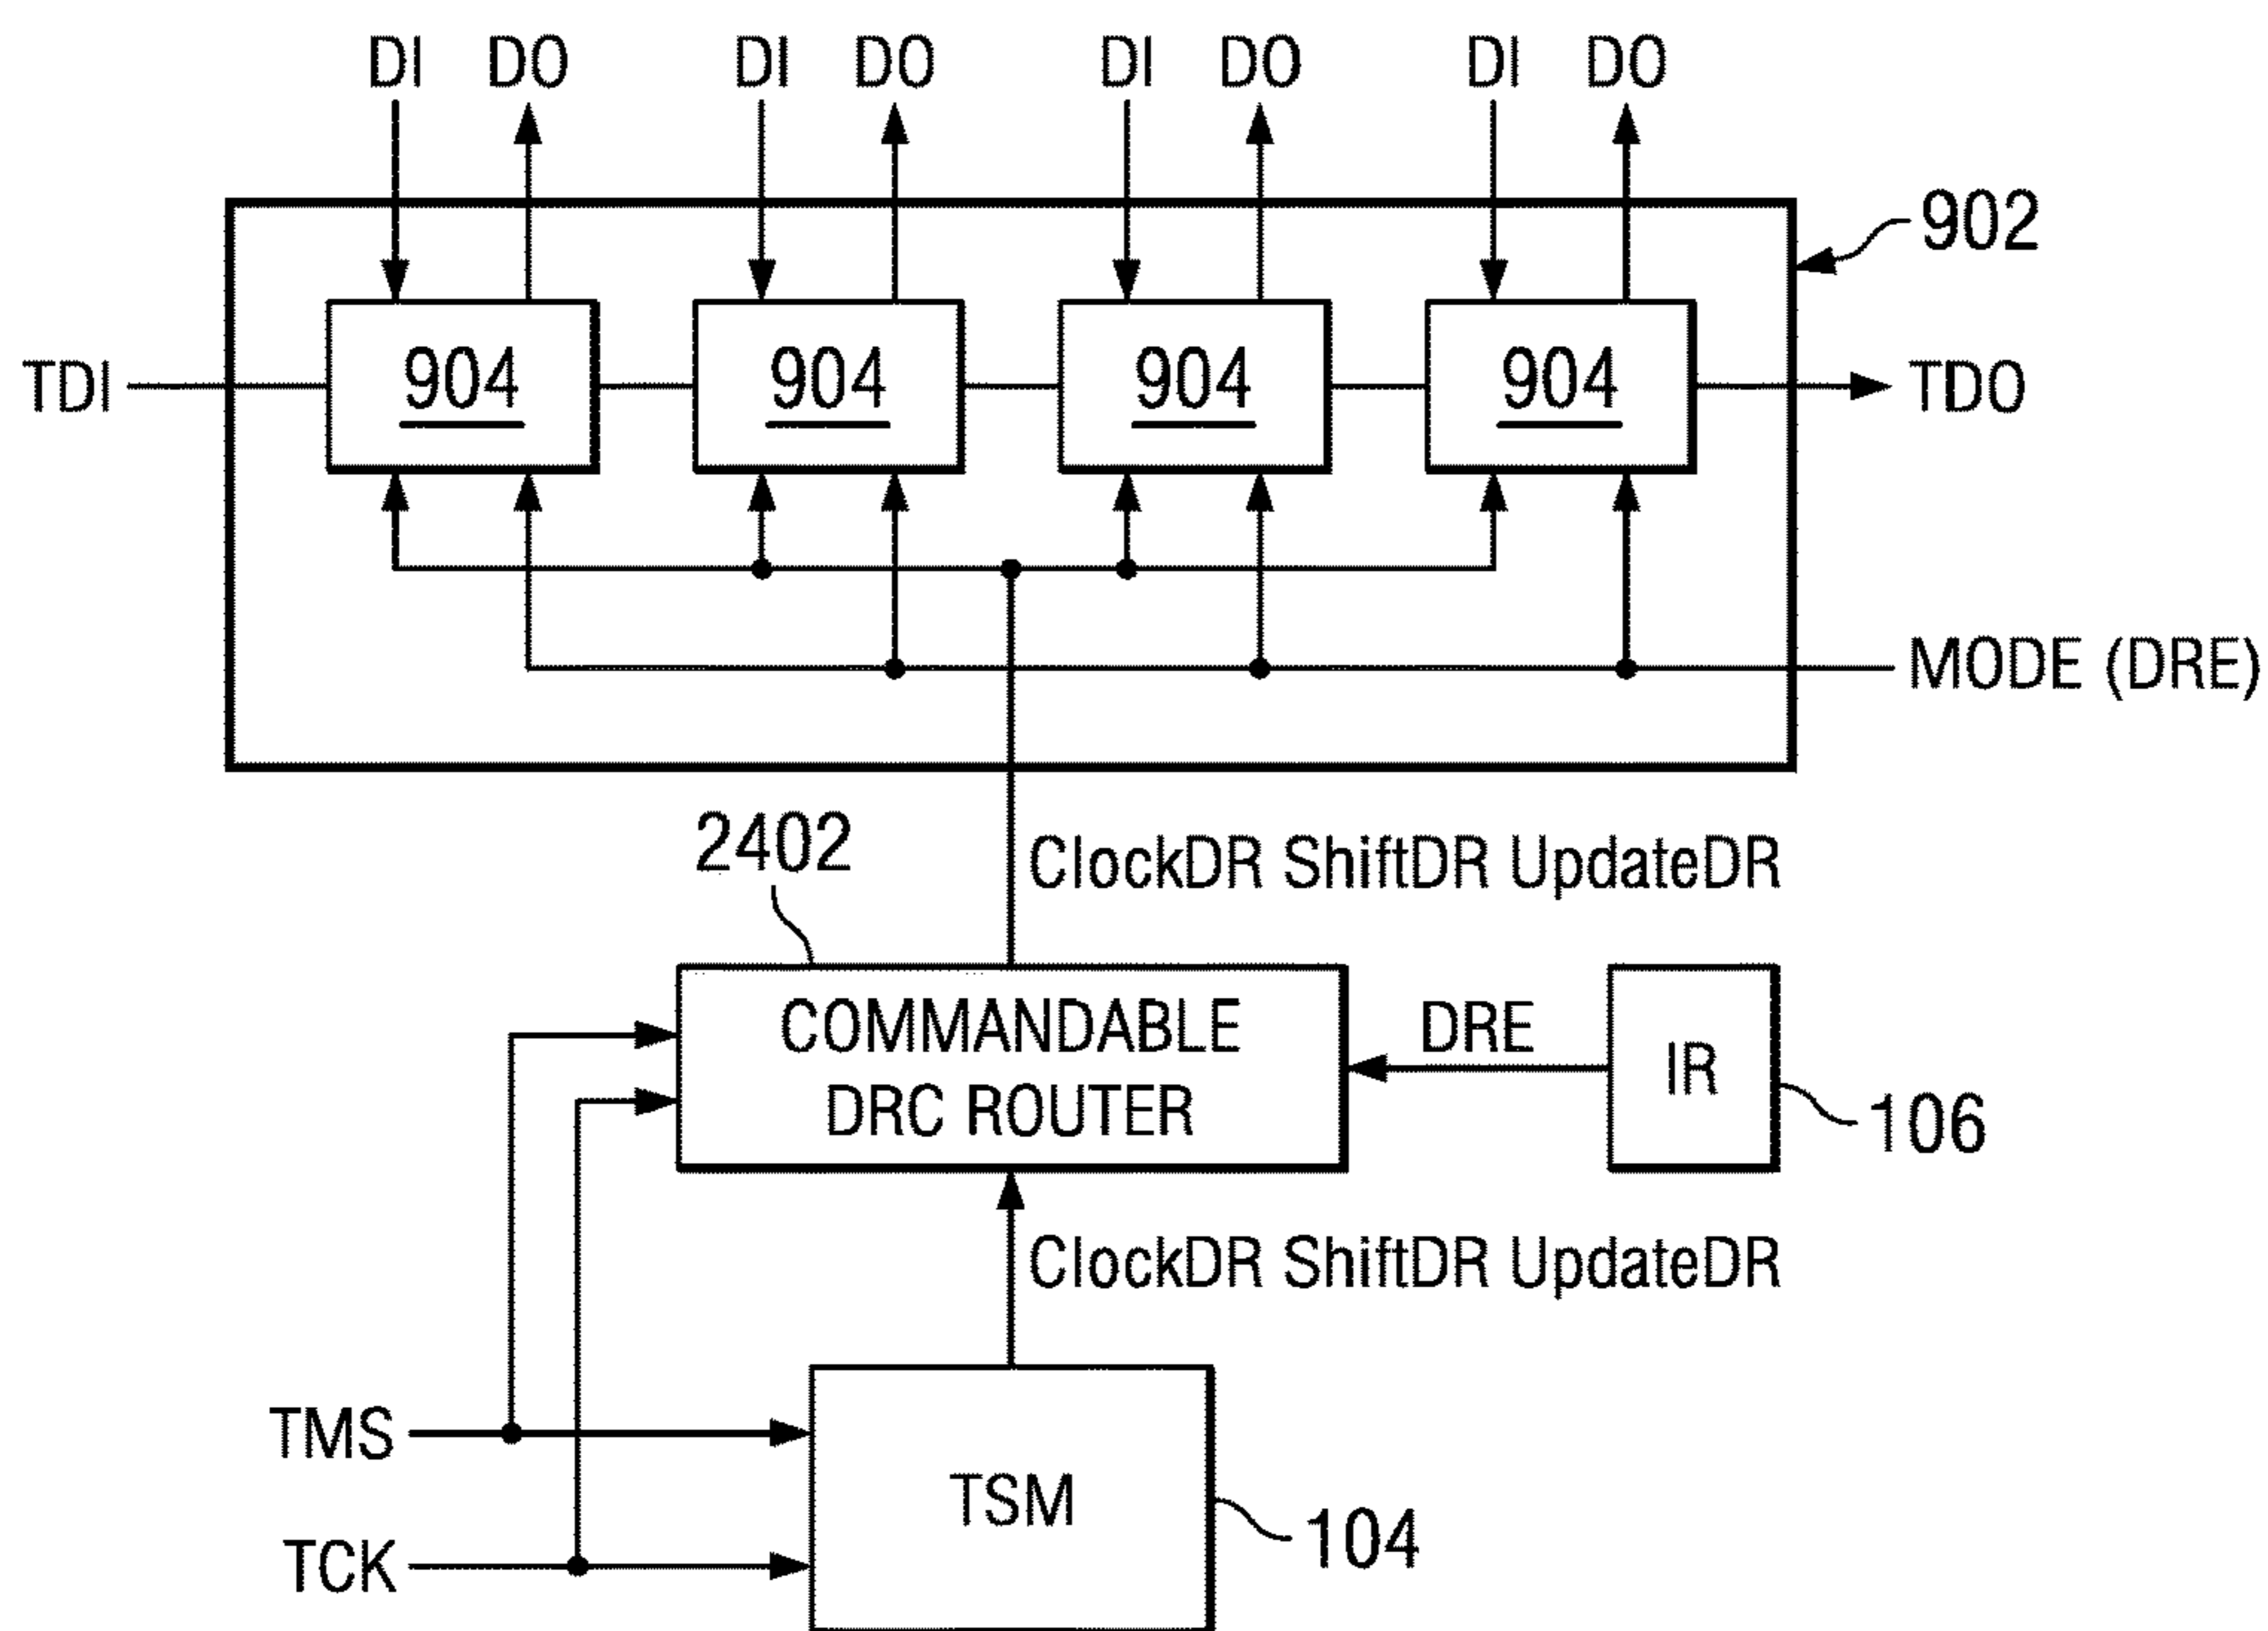 DI DO DI DO DI DO DI DO
902
TDI 904 904 904 904 TDO
MODE (DRE)
2402 ClockDR ShiftDR UpdateDR
COMMANDABLE
DRC ROUTER
DRE
IR
106
ClockDR ShiftDR UpdateDR
TMS
TCK
TSM
104